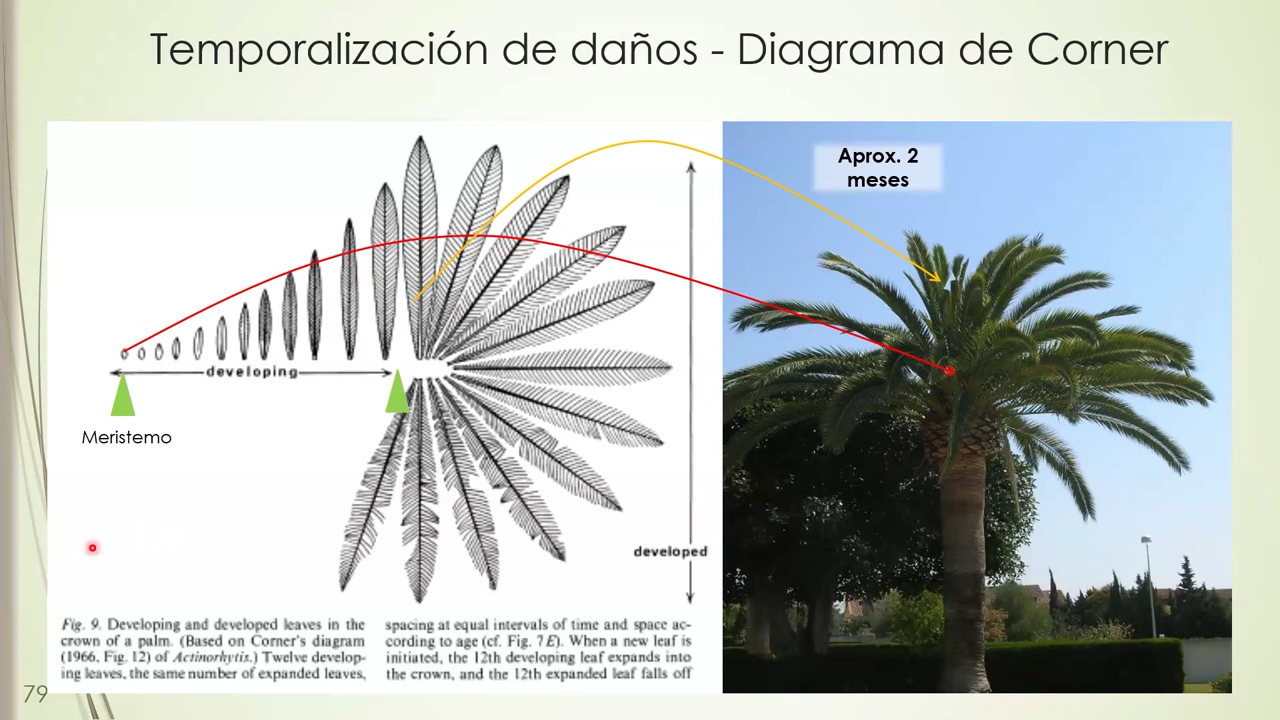 Temporalización de daños - Diagrama de Corner
Aprox. 2
meses
developing
Meristemo
developed
Fig. 9. Developing and developed leaves in the
crown of a palm. (Based on Corner's diagram
(1966, Fig. 12) of Actinorhytis.) Twelve develop-
ing leaves, the same number of expanded leaves,
spacing at equal intervals of time and space ac-
cording to age (cf. Fig. 7E). When a new leaf is
initiated, the 12th developing leaf expands into
the crown, and the 12th expanded leaf falls off
79